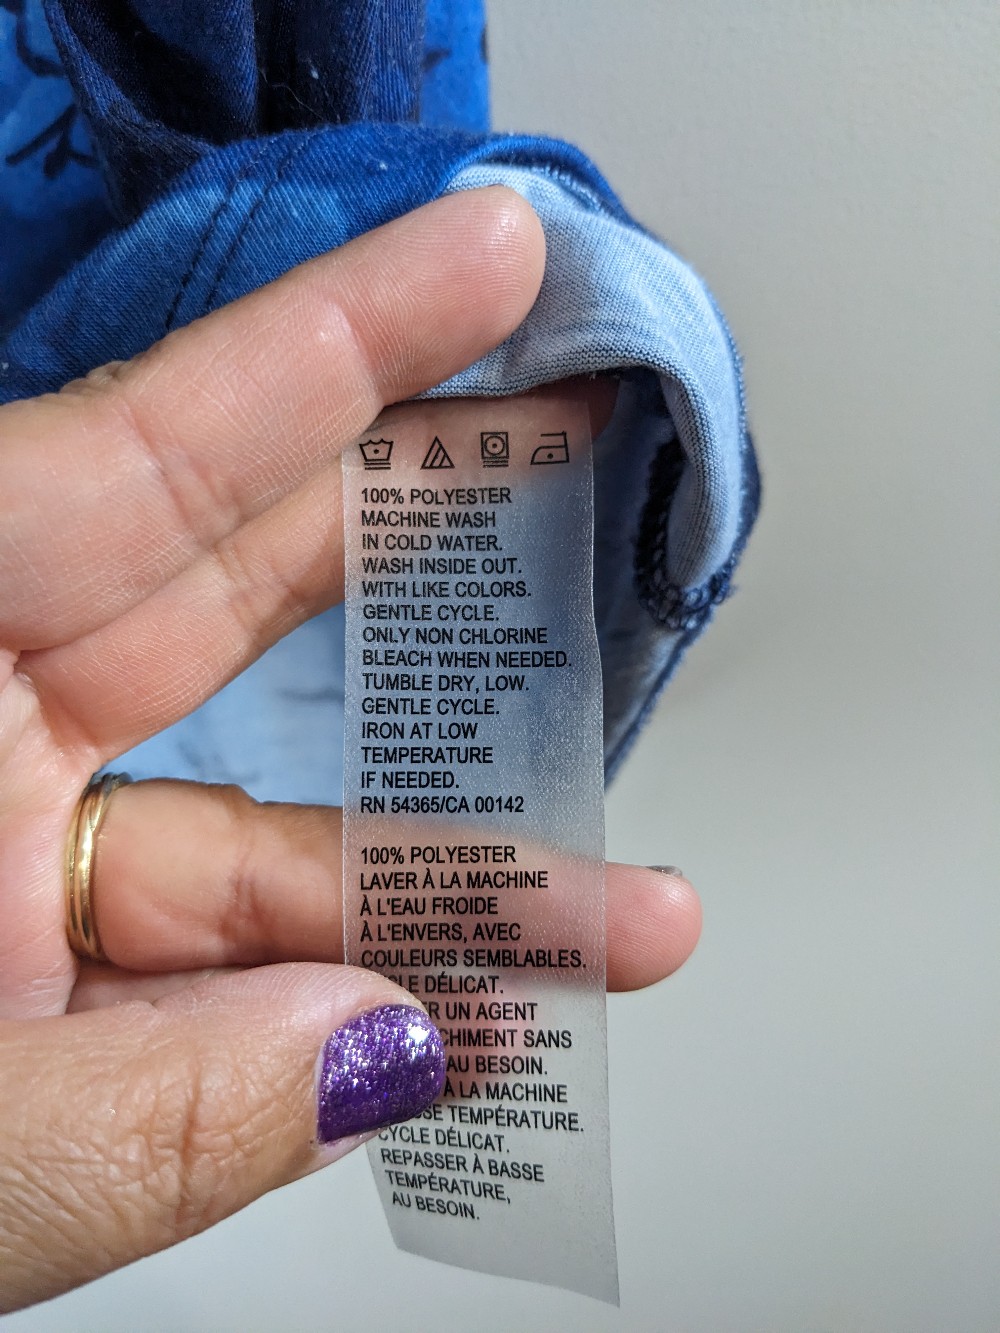 100% POLYESTER
MACHINE WASH
IN COLD WATER.
WASH INSIDE OUT.
WITH LIKE COLORS.
GENTLE CYCLE.
ONLY NON CHLORINE
BLEACH WHEN NEEDED.
TUMBLE DRY, LOW.
GENTLE CYCLE.
IRON AT LOW
TEMPERATURE
IF NEEDED.
RN 54365/CA 00142
100% POLYESTER
LAVER À LA MACHINE
À L'EAU FROIDE
À L'ENVERS, AVEC
COULEURS SEMBLABLES.
DÉLICAT.
UN AGENT
SANS
AU BESOIN.
À LA MACHINE
TEMPÉRATURE.
CYCLE DÉLICAT.
REPASSER À BASSE
TEMPÉRATURE,
AU BESOIN.